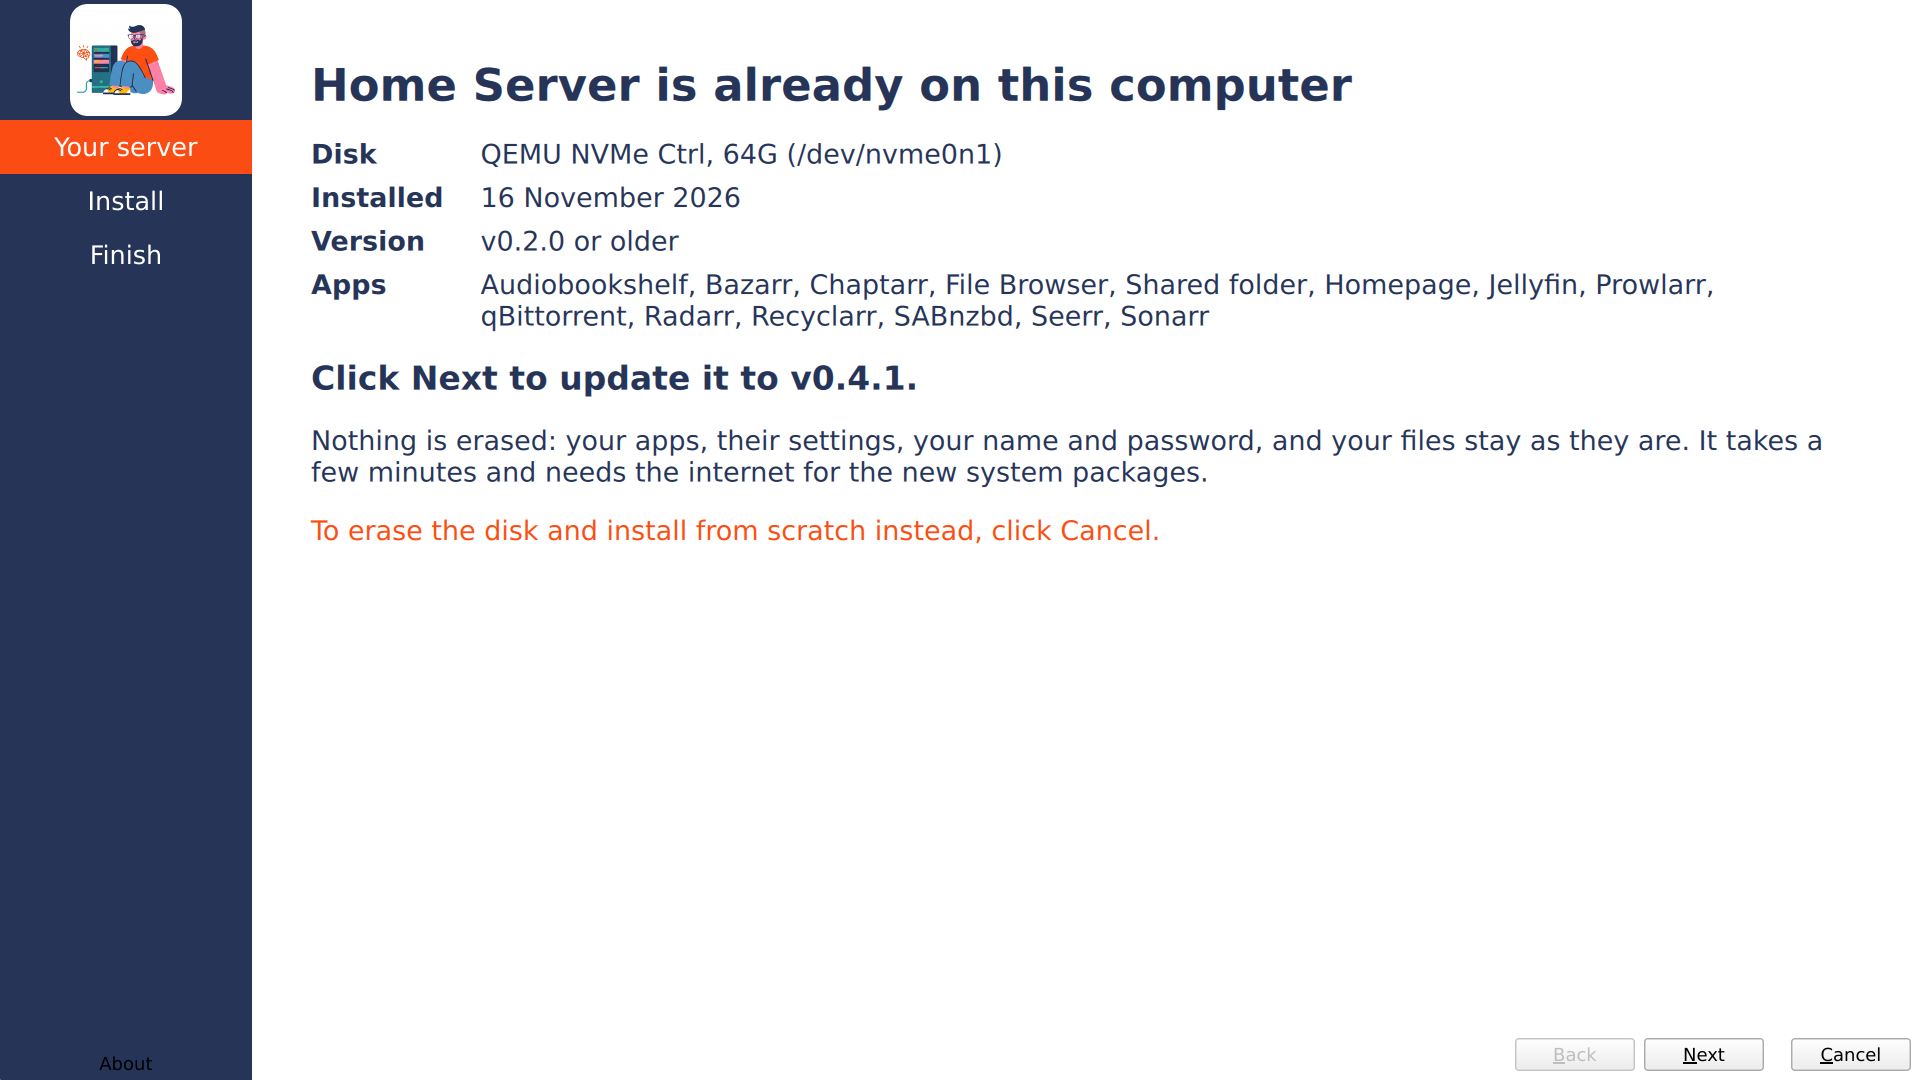 Your server
Install
Finish
About
Home Server is already on this computer
Disk QEMU NVMe Ctrl, 64G (/dev/nvme0n1)
Installed 16 November 2026
Version v0.2.0 or older
Apps Audiobookshelf, Bazarr, Chaptarr, File Browser, Shared folder, Homepage, Jellyfin, Prowlarr,
qBittorrent, Radarr, Recyclarr, SABnzbd, Seerr, Sonarr
Click Next to update it to v0.4.1.
Nothing is erased: your apps, their settings, your name and password, and your files stay as they are. It takes a
few minutes and needs the internet for the new system packages.
To erase the disk and install from scratch instead, click Cancel.
Back Next Cancel